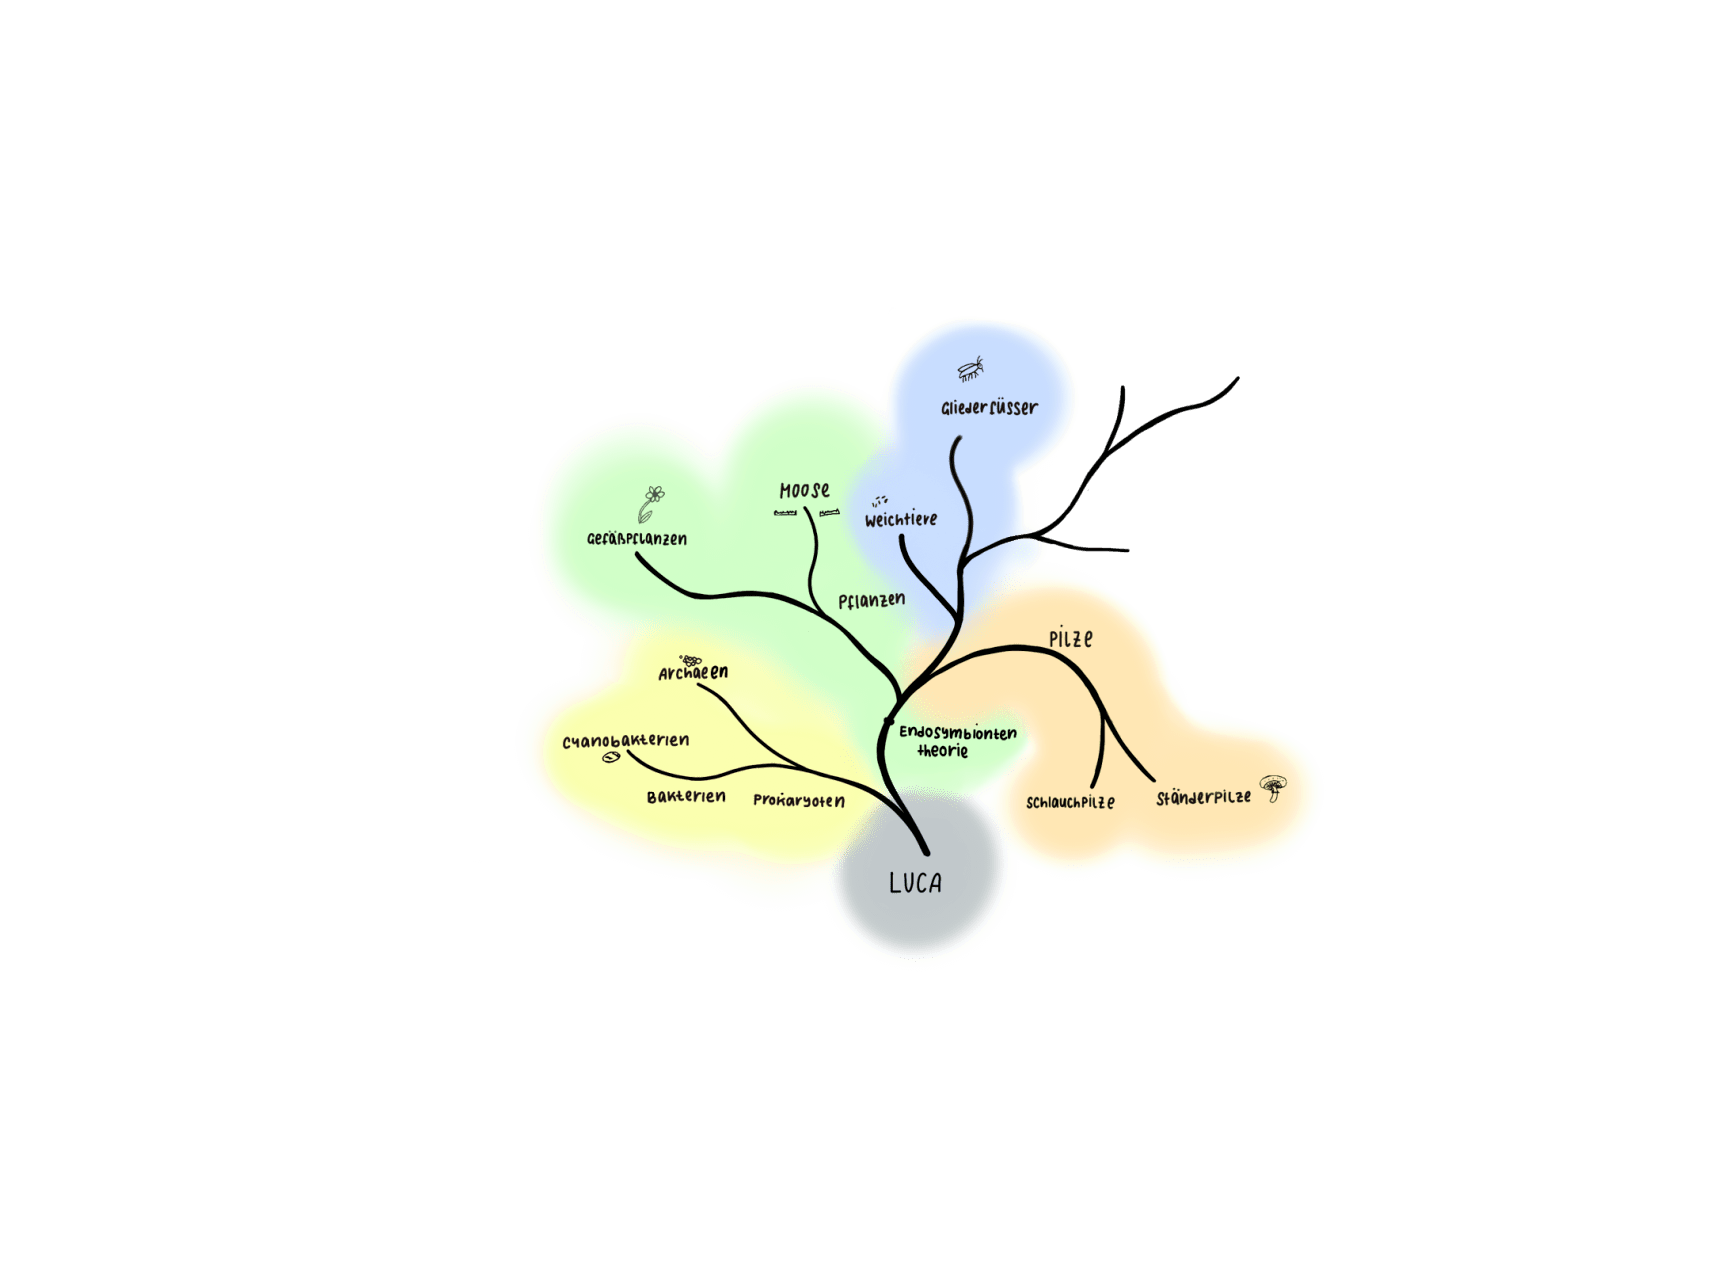 Gliederfüsser
Moose
Weichtiere
Gefäßpflanzen
Pflanzen
Pilze
Archaeen
Endosymbionten
theorie
Cyanobakterien
Bakterien
Prokaryoten
Schlauchpilze
Ständerpilze
LUCA